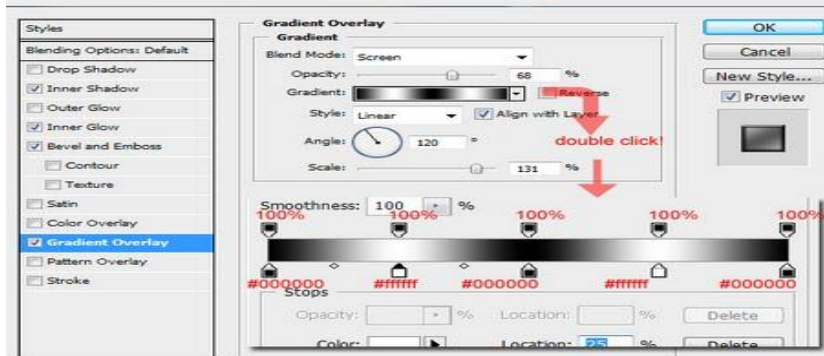 Styles
Blending Options: Default
Drop Shadow
Inner Shadow
Outer Glow
Inner Glow
Bevel and Emboss
Contour
Texture
Satin
Color Overlay
Gradient Overlay
Pattern Overlay
Stroke
Gradient Overlay
Gradient
Blend Mode: Screen
Opacity: 68 %
Gradient: Reverse
Style: Linear Align with Layer
Angle: 120 °
double click!
Scale: 131 %
Smoothness: 100 %
100% 100% 100% 100% 100%
#000000 #ffffff #000000 #ffffff #000000
Stops
Opacity: % Location: % Delete
Color: Location: 25 % Delete
OK
Cancel
New Style...
Preview